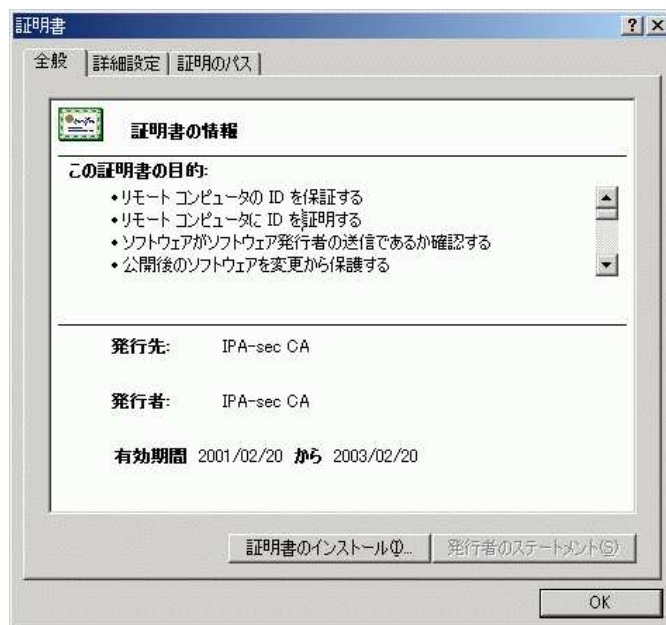 証明書
全般 詳細設定 証明のパス
証明書の情報
この証明書の目的:
•リモート コンピュータの ID を保証する
•リモート コンピュータに ID を証明する
•ソフトウェアがソフトウェア発行者の送信であるか確認する
•公開後のソフトウェアを変更から保護する
発行先: IPA-sec CA
発行者: IPA-sec CA
有効期間 2001/02/20 から 2003/02/20
証明書のインストール(I)... 発行者のステートメント(S)
OK